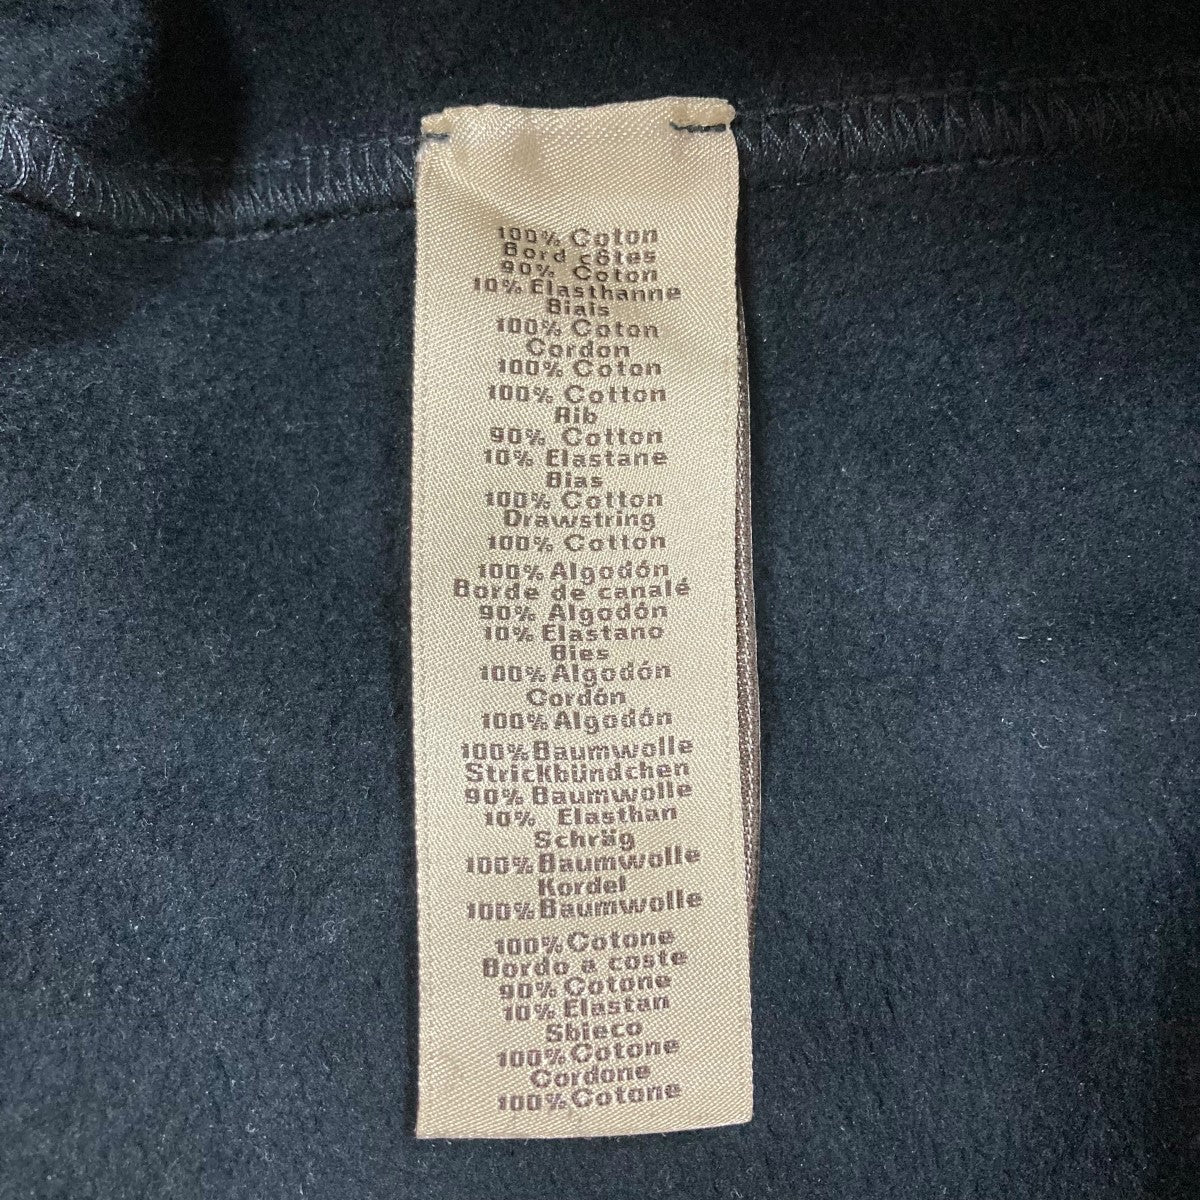 100% Coton
Bord côtes
90% Coton
10% Elasthanne
Biais
100% Coton
Cordon
100% Coton
100% Cotton
Rib
90% Cotton
10% Elastane
Bias
100% Cotton
Drawstring
100% Cotton
100% Algodón
Borde de canalé
90% Algodón
10% Elastano
Bies
100% Algodón
Cordón
100% Algodón
100% Baumwolle
Strickbündchen
90% Baumwolle
10% Elasthan
Schräg
100% Baumwolle
Kordel
100% Baumwolle
100% Cotone
Bordo a coste
90% Cotone
10% Elastan
Sbieco
100% Cotone
Cordone
100% Cotone